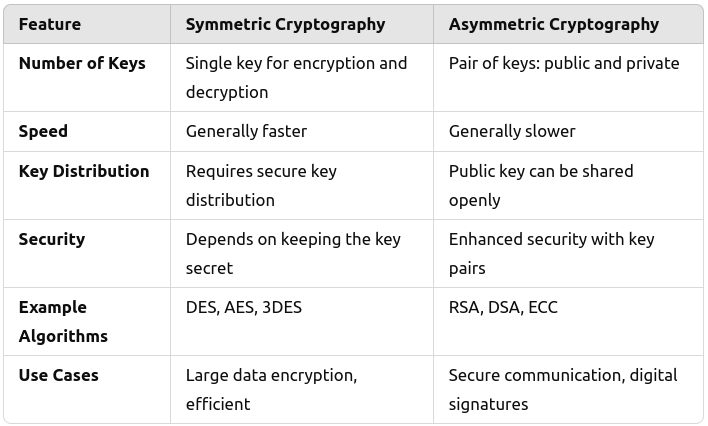 Feature Symmetric Cryptography Asymmetric Cryptography
Number of Keys Single key for encryption and Pair of keys: public and private
decryption
Speed Generally faster Generally slower
Key Distribution Requires secure key Public key can be shared
distribution openly
Security Depends on keeping the key Enhanced security with key
secret pairs
Example DES, AES, 3DES RSA, DSA, ECC
Algorithms
Use Cases Large data encryption, Secure communication, digital
efficient signatures